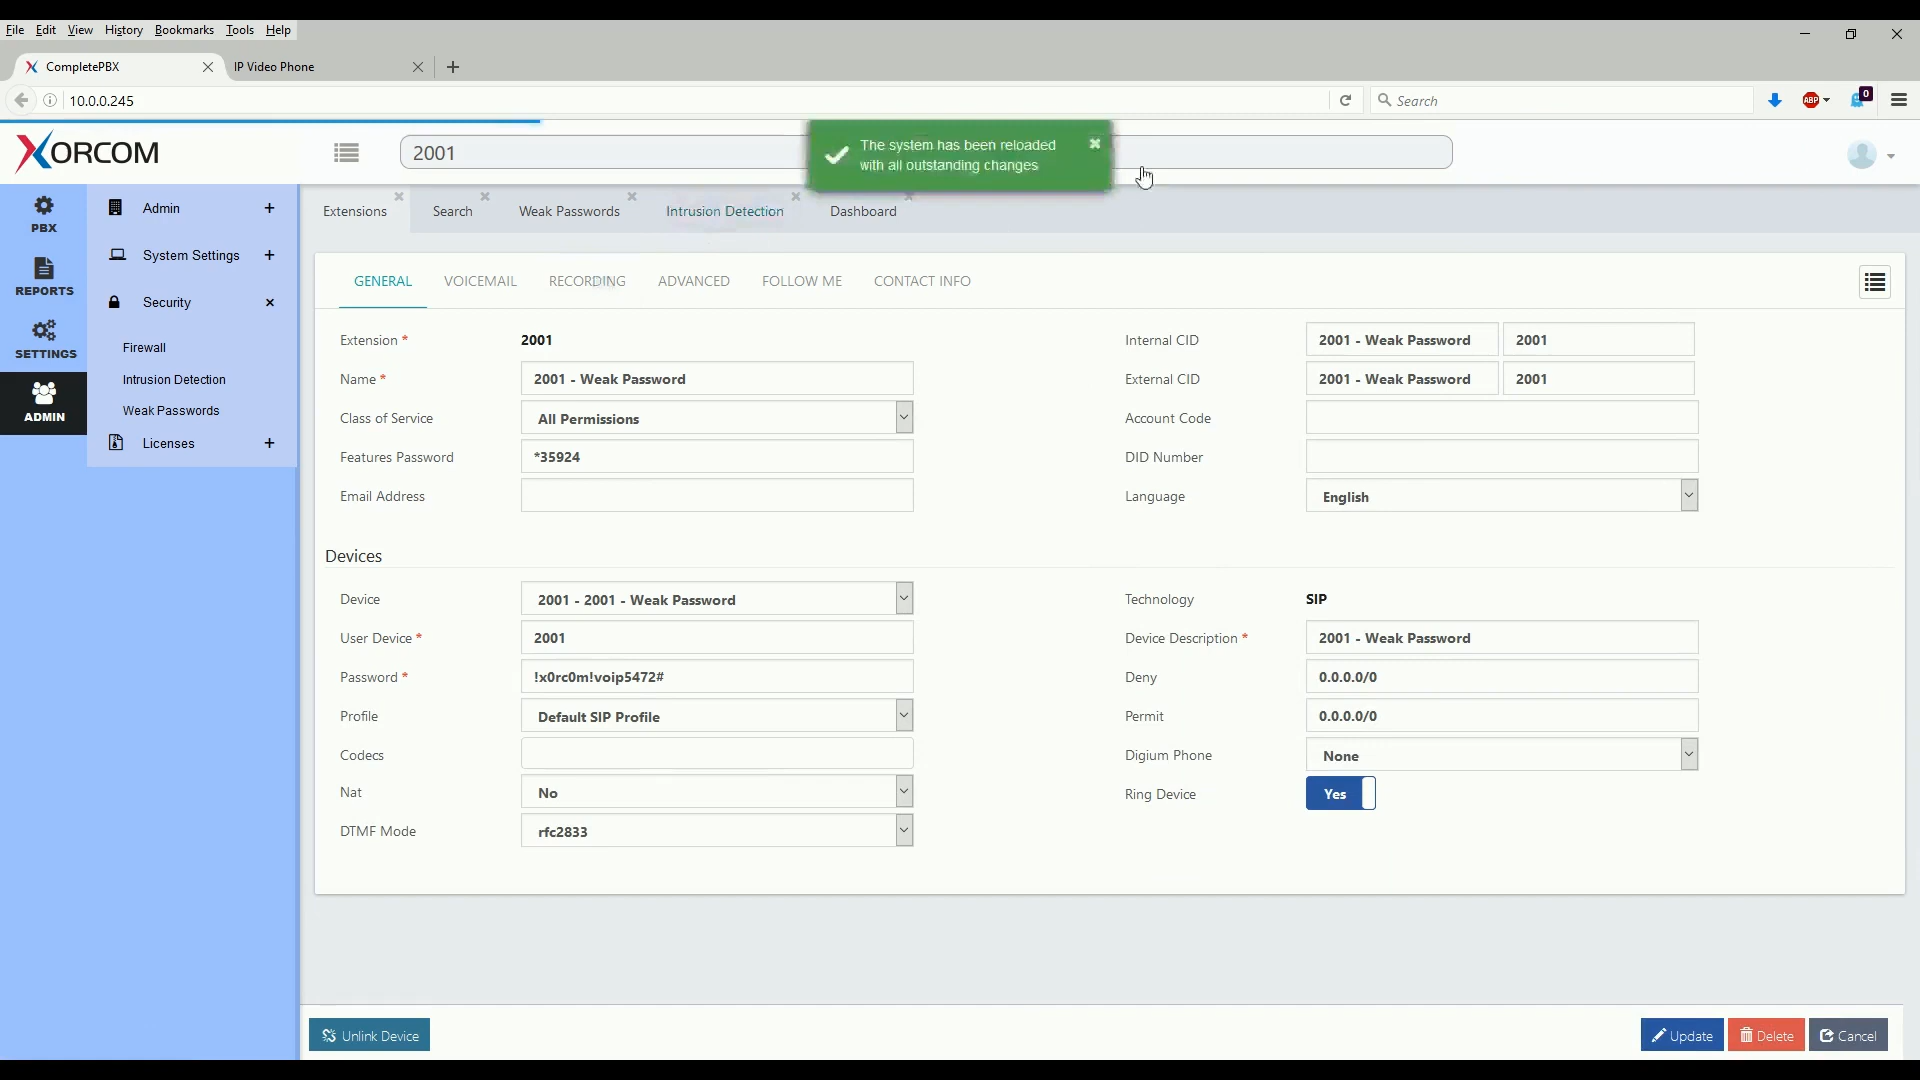 File Edit View History Bookmarks Tools Help
CompletePBX
IP Video Phone
10.0.0.245
Search
ABP
0
XORCOM
2001
The system has been reloaded
with all outstanding changes
PBX
REPORTS
SETTINGS
ADMIN
Admin
System Settings
Security
Firewall
Intrusion Detection
Weak Passwords
Licenses
Extensions
Search
Weak Passwords
Intrusion Detection
Dashboard
GENERAL
VOICEMAIL
RECORDING
ADVANCED
FOLLOW ME
CONTACT INFO
Extension * 2001
Name * 2001 - Weak Password
Class of Service All Permissions
Features Password *35924
Email Address
Internal CID 2001 - Weak Password 2001
External CID 2001 - Weak Password 2001
Account Code
DID Number
Language English
Devices
Device 2001 - 2001 - Weak Password
User Device * 2001
Password * !x0rc0m!voip5472#
Profile Default SIP Profile
Codecs
Nat No
DTMF Mode rfc2833
Technology SIP
Device Description * 2001 - Weak Password
Deny 0.0.0.0/0
Permit 0.0.0.0/0
Digium Phone None
Ring Device Yes
Unlink Device
Update
Delete
Cancel